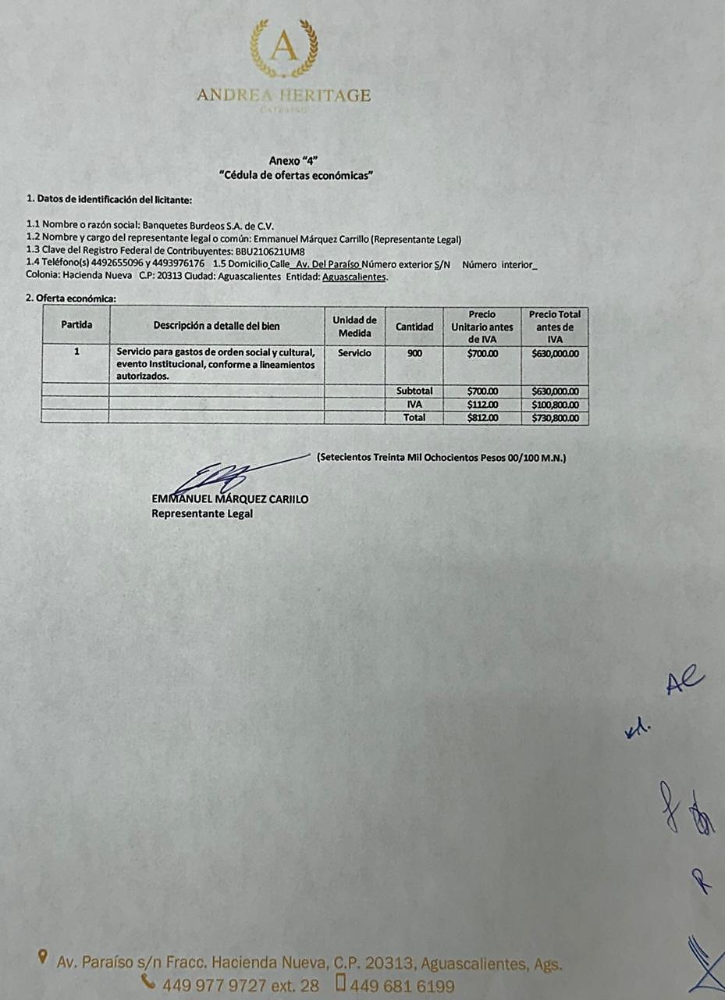 A
ANDREA HERITAGE
CATERING
Anexo "4"
"Cédula de ofertas económicas"
1. Datos de identificación del licitante:
1.1 Nombre o razón social: Banquetes Burdeos S.A. de C.V.
1.2 Nombre y cargo del representante legal o común: Emmanuel Márquez Carrillo (Representante Legal)
1.3 Clave del Registro Federal de Contribuyentes: BBU210621UM8
1.4 Teléfono(s) 4492655096 y 4493976176 1.5 Domicilio Calle_Av. Del Paraíso Número exterior S/N Número interior_
Colonia: Hacienda Nueva C.P: 20313 Ciudad: Aguascalientes Entidad: Aguascalientes.
2. Oferta económica:
Partida Descripción a detalle del bien Unidad de Medida Cantidad Precio Unitario antes de IVA Precio Total antes de IVA
1 Servicio para gastos de orden social y cultural, evento Institucional, conforme a lineamientos autorizados. Servicio 900 $700.00 $630,000.00
Subtotal $700.00 $630,000.00
IVA $112.00 $100,800.00
Total $812.00 $730,800.00
(Setecientos Treinta Mil Ochocientos Pesos 00/100 M.N.)
EMMANUEL MÁRQUEZ CARIILO
Representante Legal
Av. Paraíso s/n Fracc. Hacienda Nueva, C.P. 20313, Aguascalientes, Ags.
449 977 9727 ext. 28 449 681 6199